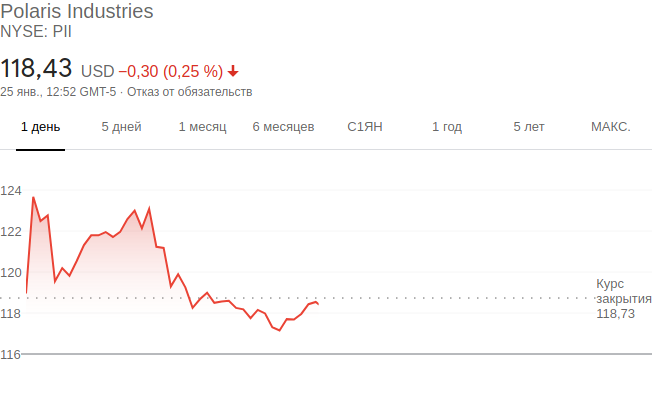 Polaris Industries
NYSE: PII
118,43 USD −0,30 (0,25 %)
25 янв., 12:52 GMT-5 · Отказ от обязательств
1 день 5 дней 1 месяц 6 месяцев С1ЯН 1 год 5 лет МАКС.
124
122
120
Курс
закрытия
118,73
118
116